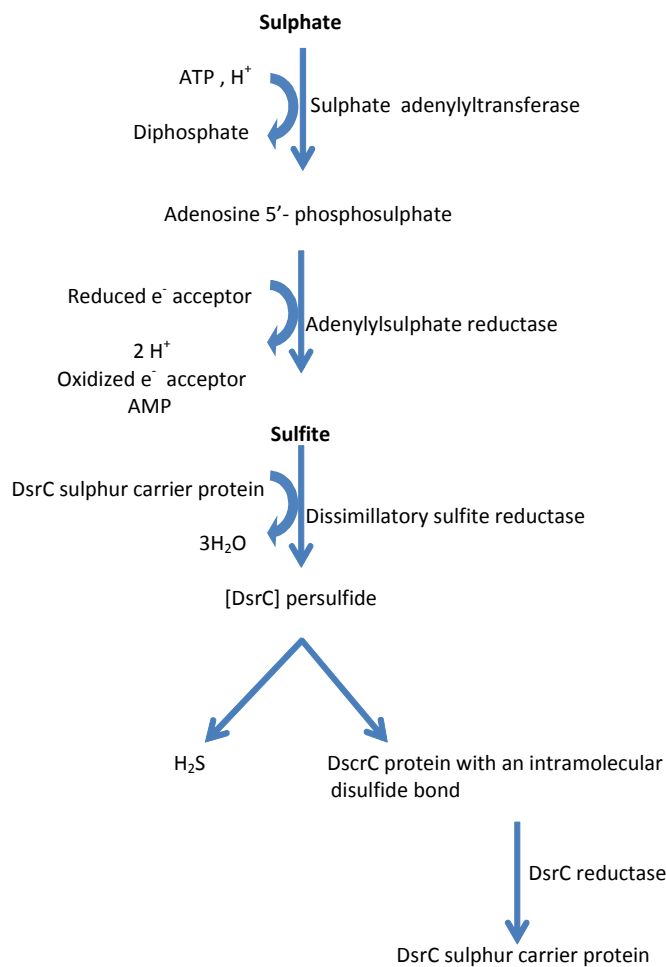 Sulphate
ATP , H⁺
Sulphate adenylyltransferase
Diphosphate
Adenosine 5’- phosphosulphate
Reduced e⁻ acceptor
Adenylylsulphate reductase
2 H⁺
Oxidized e⁻ acceptor
AMP
Sulfite
DsrC sulphur carrier protein
Dissimillatory sulfite reductase
3H₂O
[DsrC] persulfide
H₂S
DscrC protein with an intramolecular
disulfide bond
DsrC reductase
DsrC sulphur carrier protein